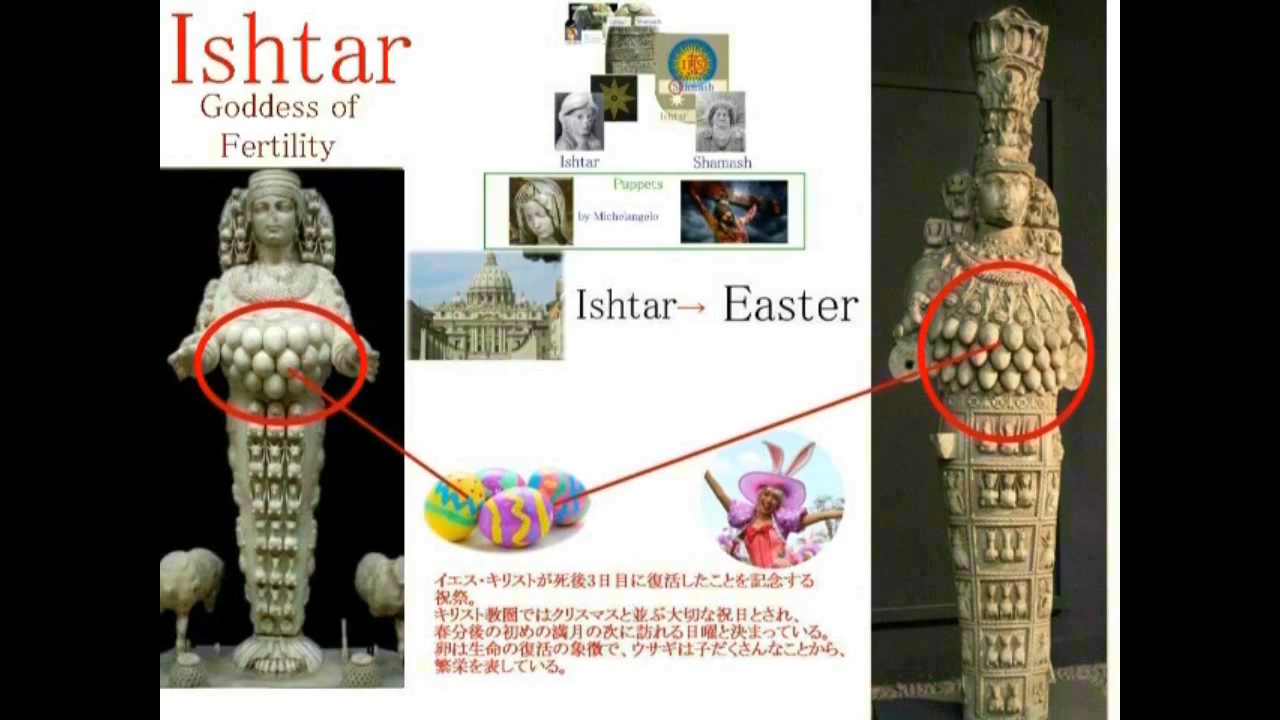 Ishtar
Goddess of
Fertility
IHS
Shamash
Ishtar
Ishtar
Shamash
Puppets
by Michelangelo
Ishtar→ Easter
イエス・キリストが死後3日目に復活したことを記念する
祝祭。
キリスト教圏ではクリスマスと並ぶ大切な祝日とされ、
春分後の初めの満月の次に訪れる日曜と決まっている。
卵は生命の復活の象徴で、ウサギは子だくさんなことから、
繁栄を表している。